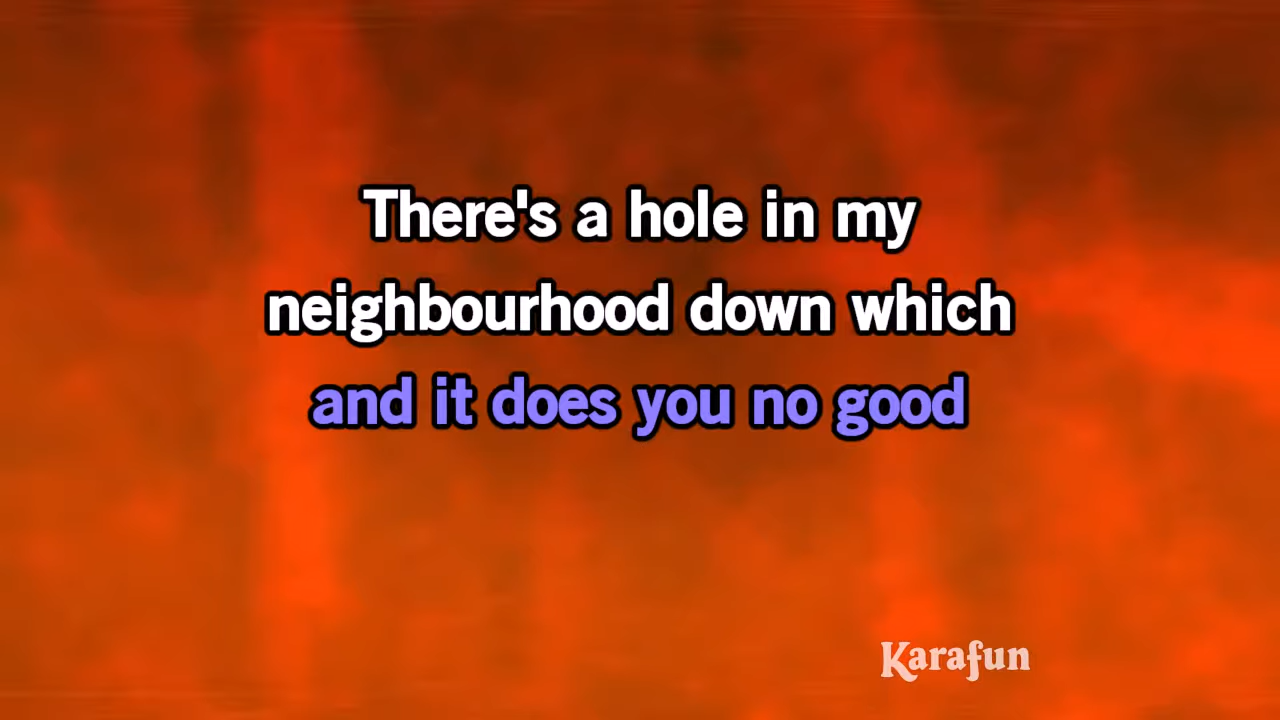 There's a hole in my
neighbourhood down which
and it does you no good
Karafun